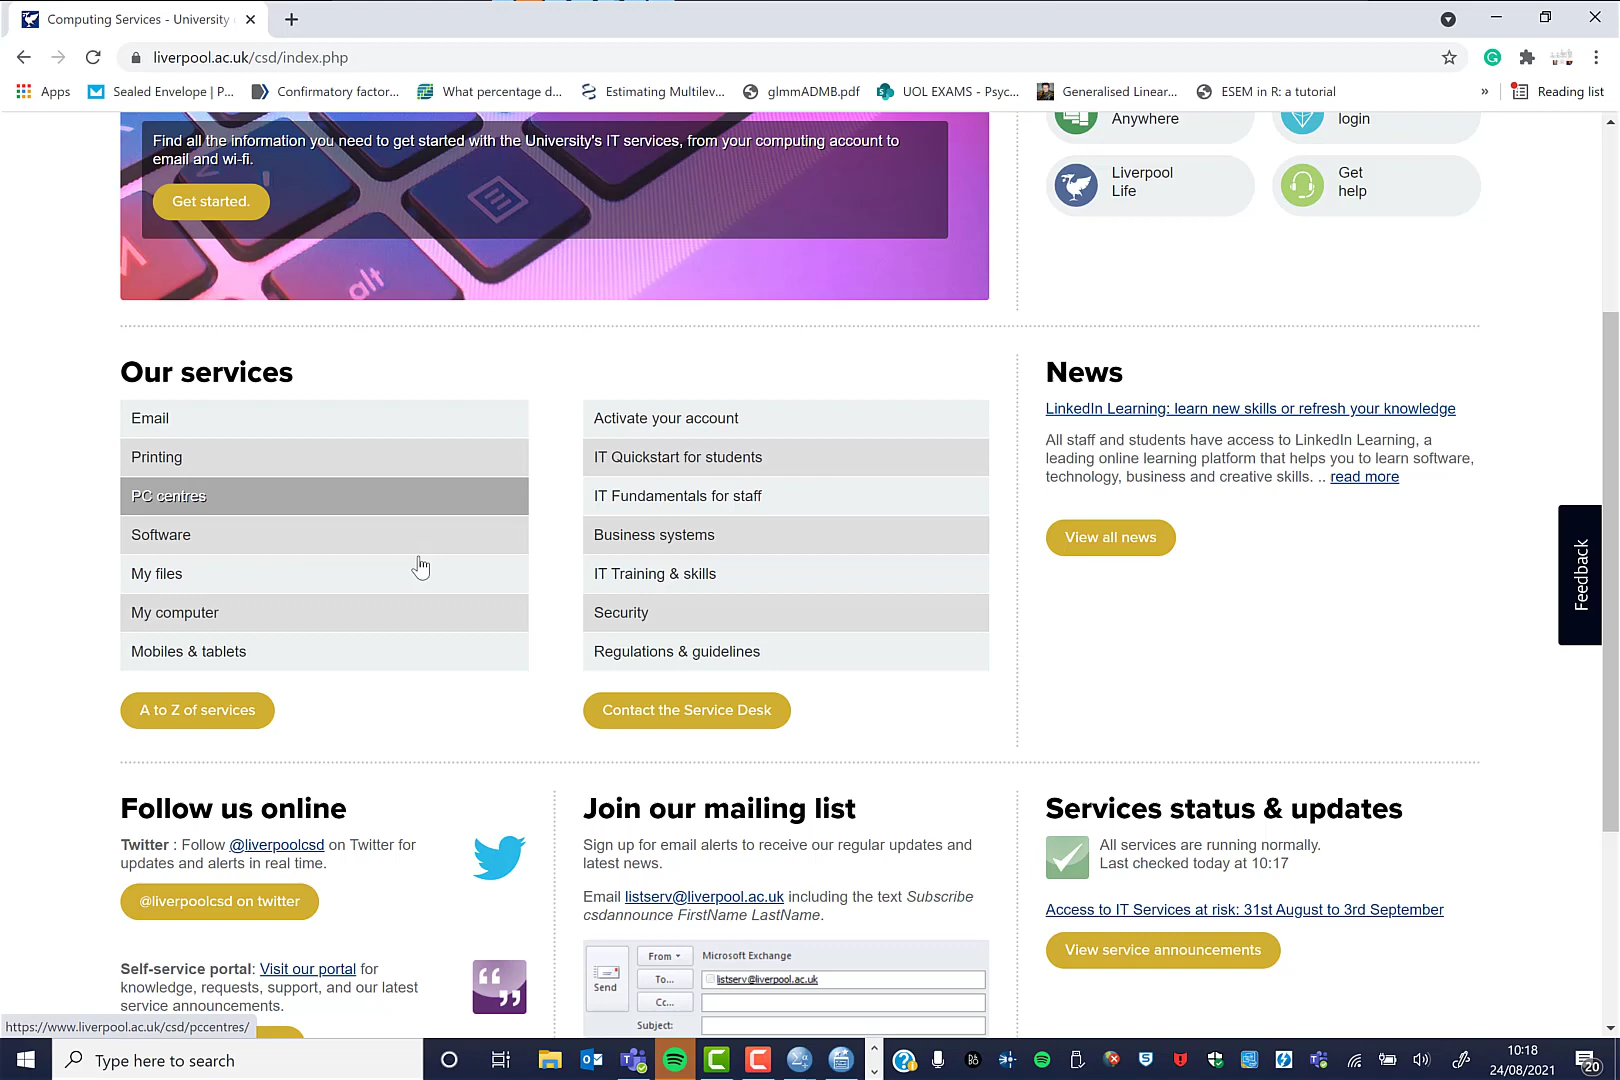 Computing Services - University
liverpool.ac.uk/csd/index.php
Apps
Sealed Envelope | P...
Confirmatory factor...
What percentage d...
Estimating Multilev...
glmmADMB.pdf
UOL EXAMS - Psyc...
Generalised Linear...
ESEM in R: a tutorial
»
Reading list
Find all the information you need to get started with the University's IT services, from your computing account to
email and wi-fi.
Get started.
alt
Anywhere
login
Liverpool
Life
Get
help
Our services
Email
Printing
PC centres
Software
My files
My computer
Mobiles & tablets
A to Z of services
Activate your account
IT Quickstart for students
IT Fundamentals for staff
Business systems
IT Training & skills
Security
Regulations & guidelines
Contact the Service Desk
News
LinkedIn Learning: learn new skills or refresh your knowledge
All staff and students have access to LinkedIn Learning, a
leading online learning platform that helps you to learn software,
technology, business and creative skills. .. read more
View all news
Feedback
Follow us online
Twitter : Follow @liverpoolcsd on Twitter for
updates and alerts in real time.
@liverpoolcsd on twitter
Self-service portal: Visit our portal for
knowledge, requests, support, and our latest
service announcements.
Join our mailing list
Sign up for email alerts to receive our regular updates and
latest news.
Email listserv@liverpool.ac.uk including the text Subscribe
csdannounce FirstName LastName.
Send
From
Microsoft Exchange
To...
listserv@liverpool.ac.uk
Cc...
Subject:
Services status & updates
All services are running normally.
Last checked today at 10:17
Access to IT Services at risk: 31st August to 3rd September
View service announcements
https://www.liverpool.ac.uk/csd/pccentres/
Type here to search
10:18
24/08/2021
20